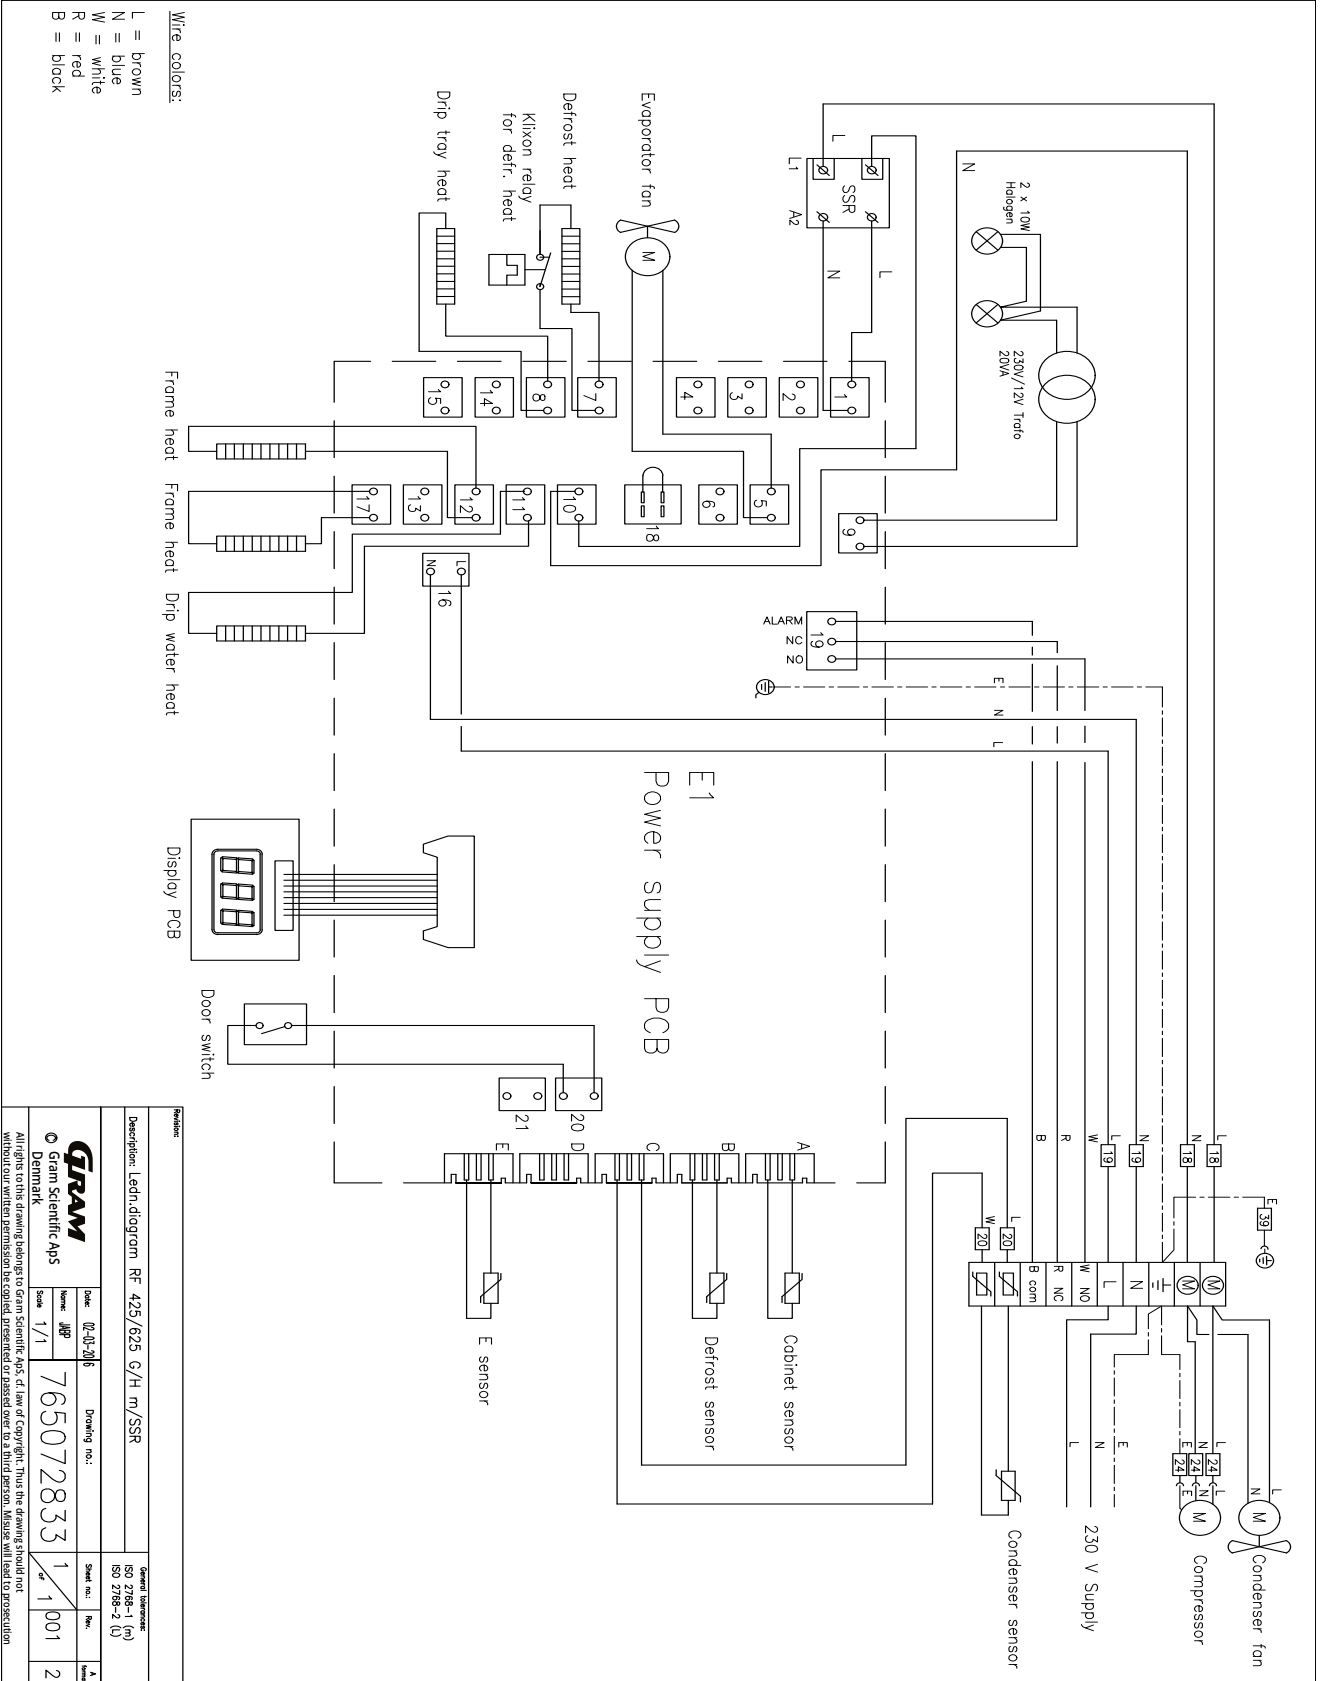 Wire colors:
L = brown
N = blue
W = white
R = red
B = black
Drip tray heat
Klixon relay
for defr. heat
Defrost heat
Evaporator fan
L
L1
SSR
A2
N
L
N
2 x 10W
Halogen
230V/12V Trafo
20VA
M
15
14
8
7
4
3
2
1
17
13
12
11
10
18
6
5
9
Frame heat
Frame heat
Drip water heat
N
L
16
ALARM
NC
NO
19
E
N
L
E1
Power supply PCB
Display PCB
Door switch
20
21
A
B
C
D
E
Cabinet sensor
Defrost sensor
E sensor
B
R
W
L
19
N
19
N
18
L
18
E
39
W
20
L
20
B com
R NC
W NO
L
N
M
M
L
N
E
E
24
N
24
L
24
E
N
L
M
N
L
M
Condenser fan
Compressor
230 V Supply
Condenser sensor
Revision:
Description: Ledn.diagram RF 425/625 G/H m/SSR
General tolerances:
ISO 2768-1 (m)
ISO 2768-2 (L)
GRAM
© Gram Scientific ApS
Denmark
Date: 02-03-2016
Name: JABP
Scale 1/1
Drawing no.:
765072833
Sheet no.:
1 of 1
Rev.
001
A
2
All rights to this drawing belongs to Gram Scientific ApS, cf. law of Copyright. Thus the drawing should not
without our written permission be copied, presented or passed over to a third person. Misuse will lead to prosecution